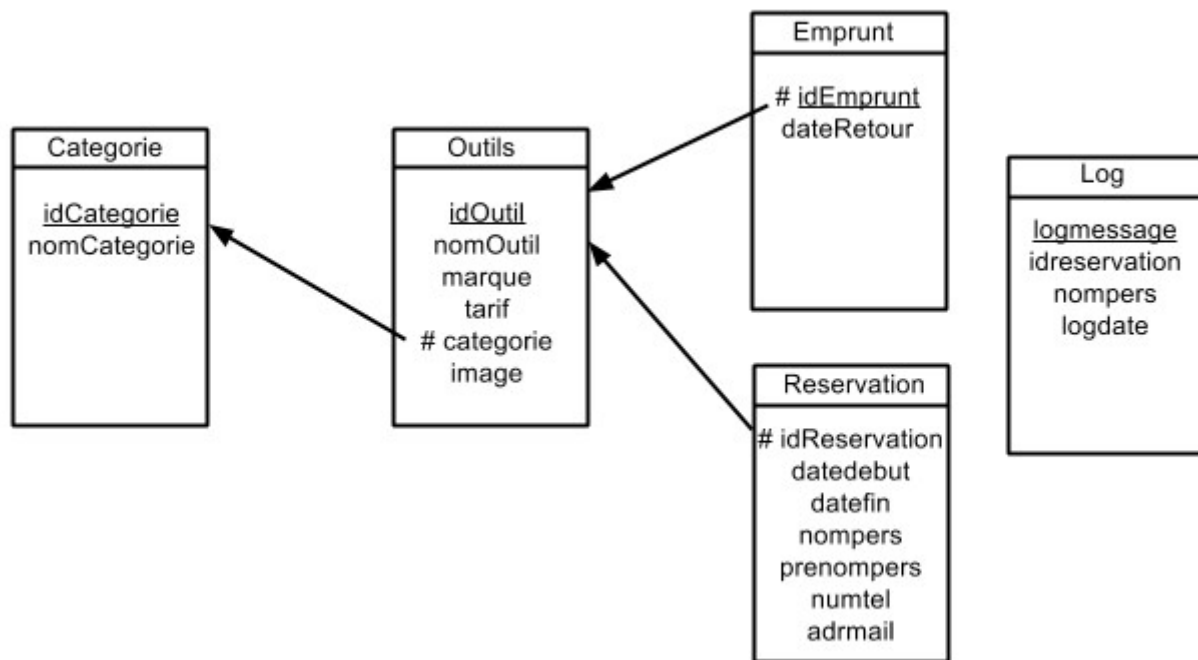 Categorie
idCategorie
nomCategorie
Outils
idOutil
nomOutil
marque
tarif
# categorie
image
Emprunt
# idEmprunt
dateRetour
Reservation
# idReservation
datedebut
datefin
nompers
prenompers
numtel
adrmail
Log
logmessage
idreservation
nompers
logdate